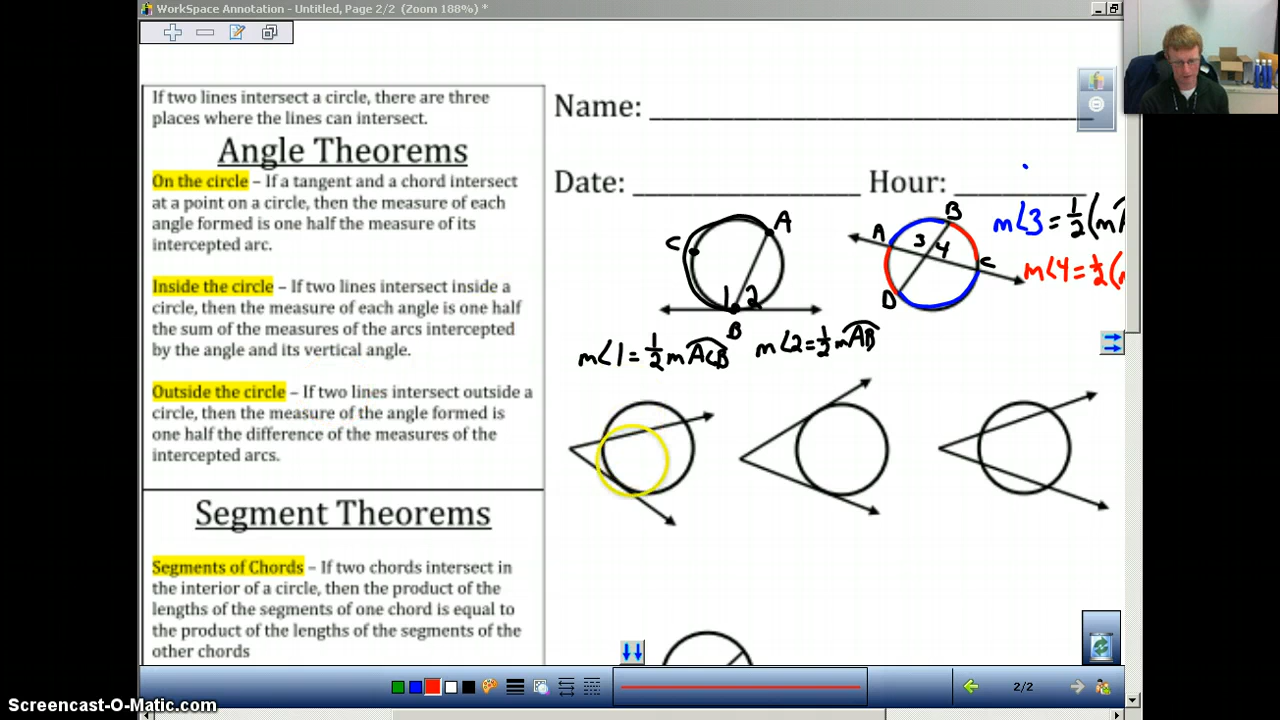 WorkSpace Annotation - Untitled, Page 2/2 (Zoom 188%) *
If two lines intersect a circle, there are three
places where the lines can intersect.
Angle Theorems
On the circle – If a tangent and a chord intersect
at a point on a circle, then the measure of each
angle formed is one half the measure of its
intercepted arc.
Inside the circle – If two lines intersect inside a
circle, then the measure of each angle is one half
the sum of the measures of the arcs intercepted
by the angle and its vertical angle.
Outside the circle – If two lines intersect outside a
circle, then the measure of the angle formed is
one half the difference of the measures of the
intercepted arcs.
Segment Theorems
Segments of Chords – If two chords intersect in
the interior of a circle, then the product of the
lengths of the segments of one chord is equal to
the product of the lengths of the segments of the
other chords
Name: ____________________
Date: __________ Hour: ______
A
C
1 2
B
m∠1 = 1/2 mACB
m∠2 = 1/2 mAB
A
B
3 4
C
D
m∠3 = 1/2 (m
m∠4 = 1/2 (
2/2
Screencast-O-Matic.com